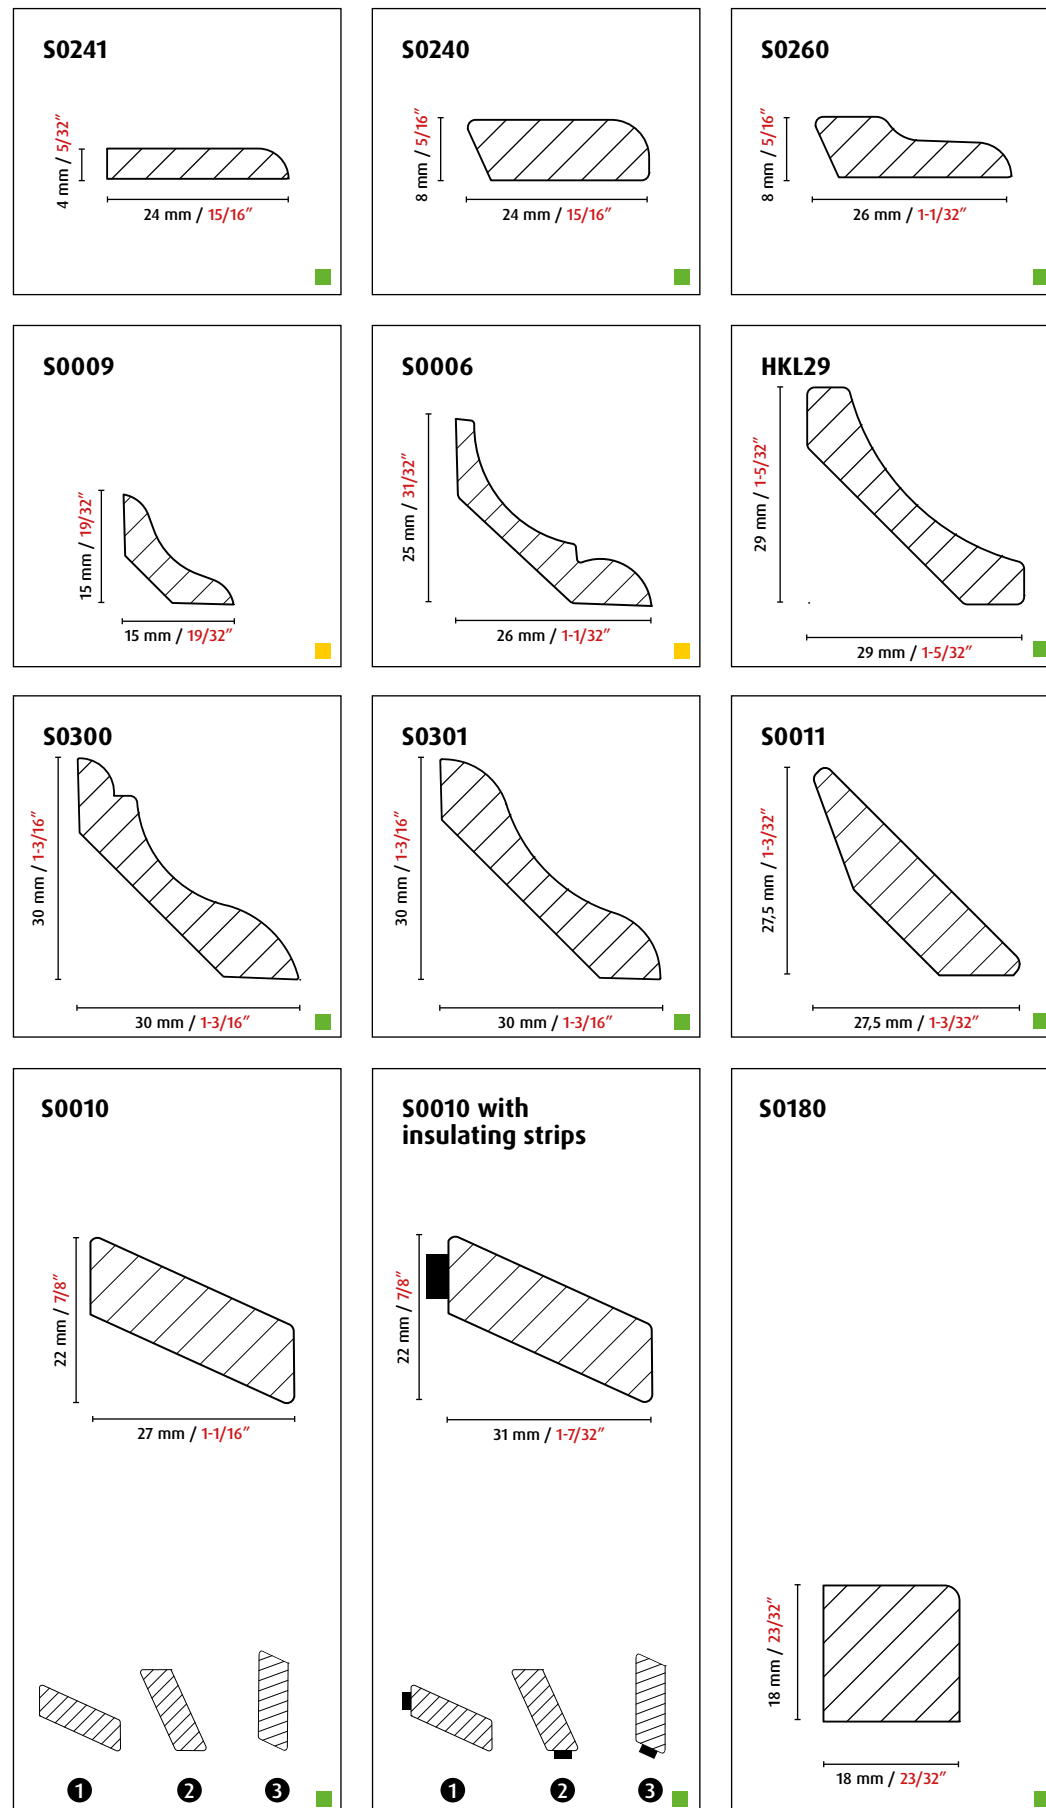 S0241
4 mm / 5/32"
24 mm / 15/16"
S0240
8 mm / 5/16"
24 mm / 15/16"
S0260
8 mm / 5/16"
26 mm / 1-1/32"
S0009
15 mm / 19/32"
15 mm / 19/32"
S0006
25 mm / 31/32"
26 mm / 1-1/32"
HKL29
29 mm / 1-5/32"
29 mm / 1-5/32"
S0300
30 mm / 1-3/16"
30 mm / 1-3/16"
S0301
30 mm / 1-3/16"
30 mm / 1-3/16"
S0011
27,5 mm / 1-3/32"
27,5 mm / 1-3/32"
S0010
22 mm / 7/8"
27 mm / 1-1/16"
1 2 3
S0010 with
insulating strips
22 mm / 7/8"
31 mm / 1-7/32"
1 2 3
S0180
18 mm / 23/32"
18 mm / 23/32"